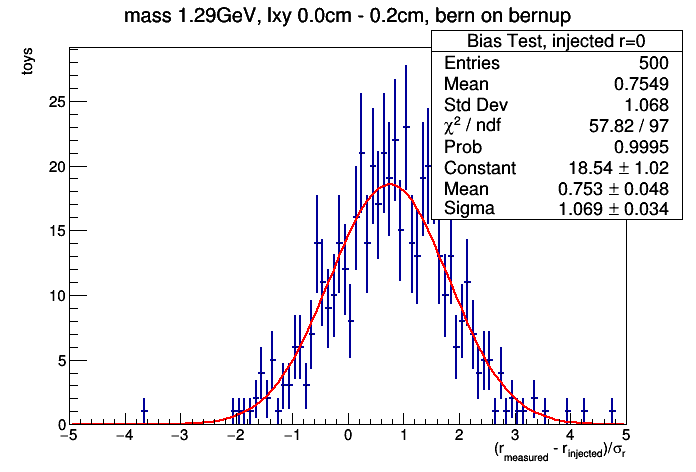 mass 1.29GeV, lxy 0.0cm - 0.2cm, bern on bernup
Bias Test, injected r=0
Entries 500
Mean 0.7549
Std Dev 1.068
χ² / ndf 57.82 / 97
Prob 0.9995
Constant 18.54 ± 1.02
Mean 0.753 ± 0.048
Sigma 1.069 ± 0.034
toys
25
20
15
10
5
0
−5 −4 −3 −2 −1 0 1 2 3 4 5
(r_measured - r_injected)/σ_r